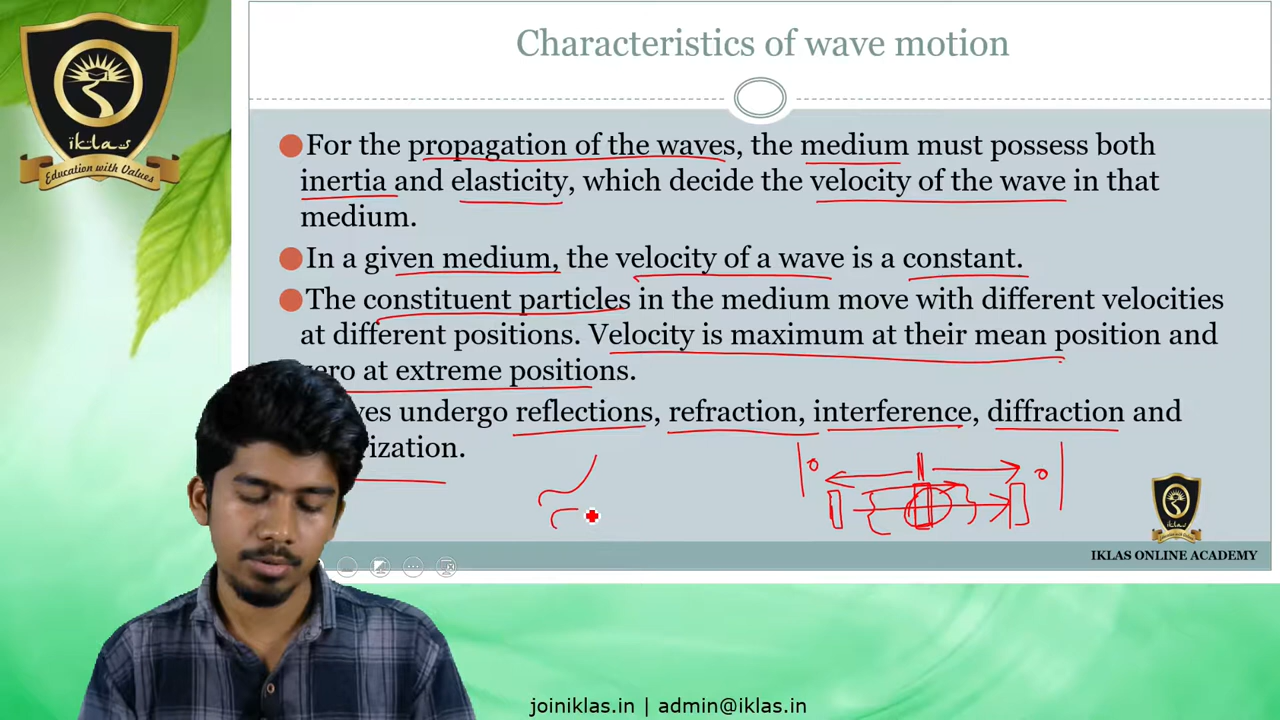 iklas
Education with Values
Characteristics of wave motion
For the propagation of the waves, the medium must possess both
inertia and elasticity, which decide the velocity of the wave in that
medium.
In a given medium, the velocity of a wave is a constant.
The constituent particles in the medium move with different velocities
at different positions. Velocity is maximum at their mean position and
zero at extreme positions.
undergo reflections, refraction, interference, diffraction and
IKLAS ONLINE ACADEMY
joiniklas.in | admin@iklas.in